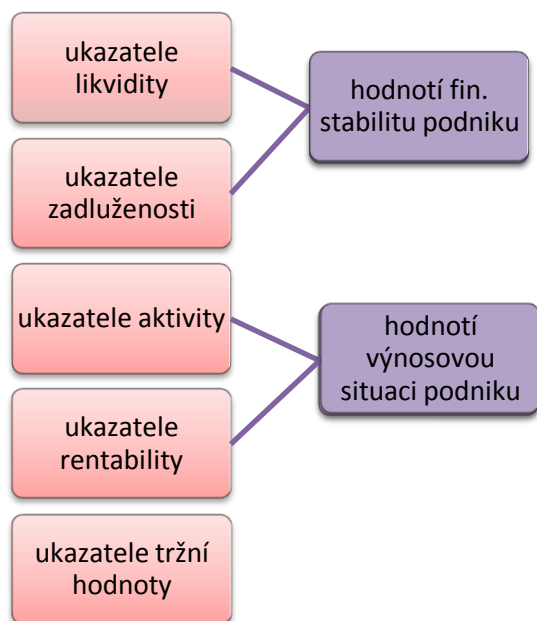 ukazatele
likvidity
hodnotí fin.
stabilitu podniku
ukazatele
zadluženosti
ukazatele aktivity
hodnotí
výnosovou
situaci podniku
ukazatele
rentability
ukazatele tržní
hodnoty